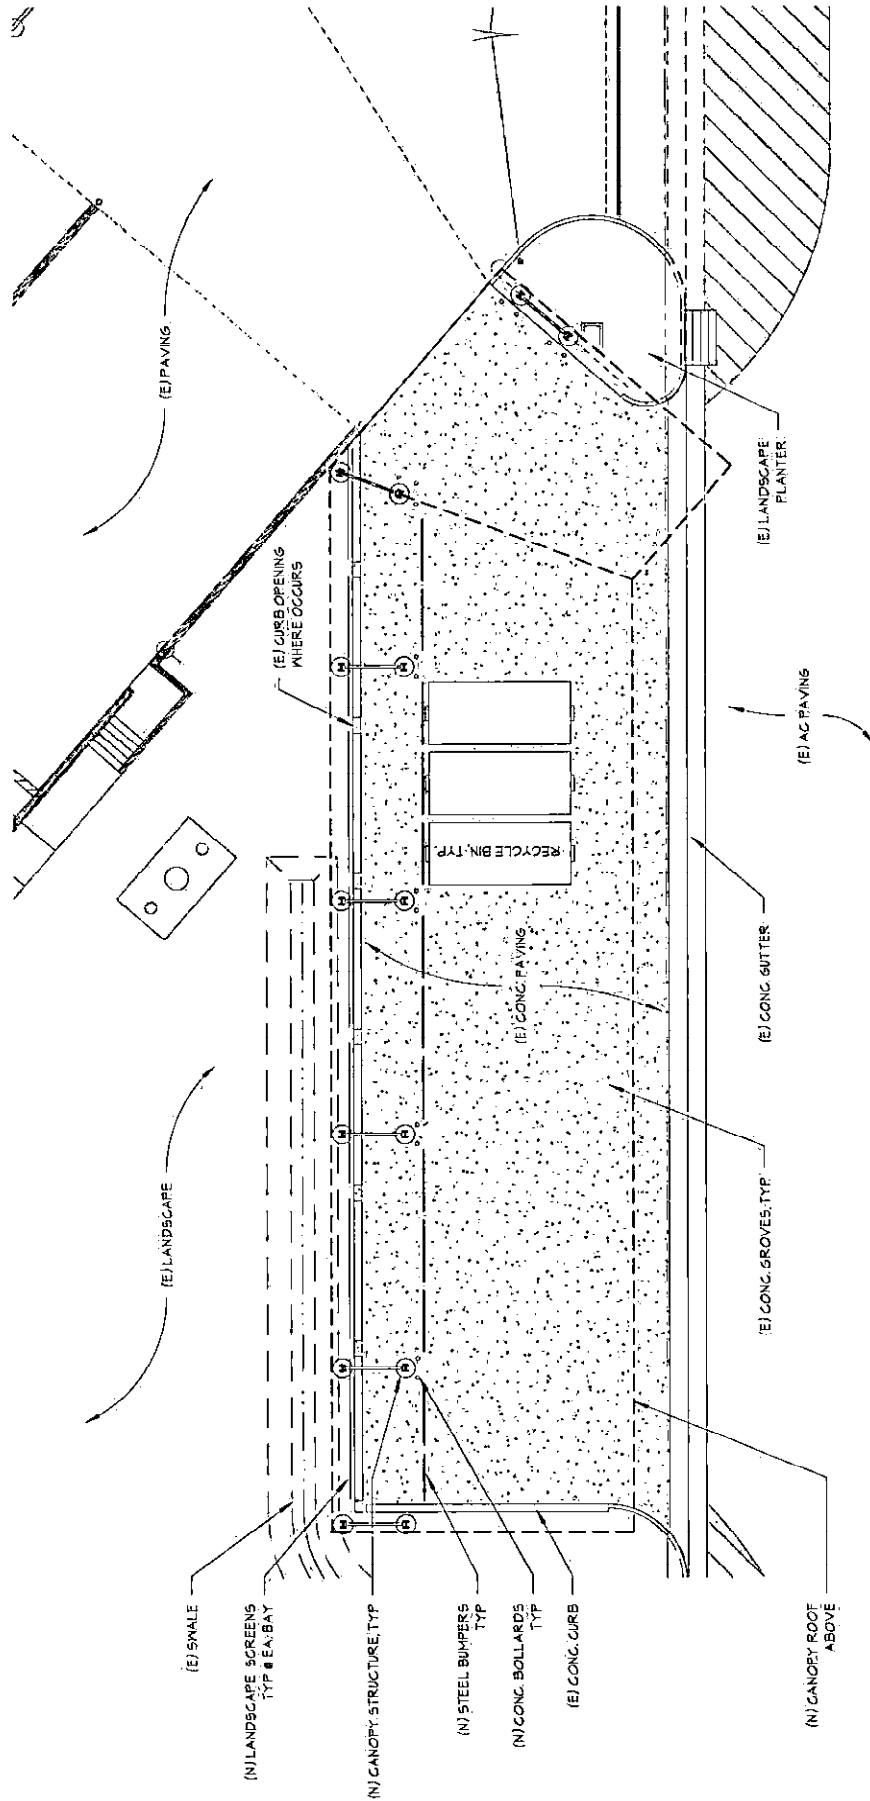 (E) SWALE
(N) LANDSCAPE SCREENS
TYP @ EA. BAY
(N) CANOPY STRUCTURE, TYP
(N) STEEL BUMPERS
TYP
(N) CONC. BOLLARDS
TYP
(E) CONC. CURB
(N) CANOPY ROOF
ABOVE
(E) LANDSCAPE
(E) PAVING
(E) CURB OPENING
WHERE OCCURS
RECYCLE BIN, TYP.
(E) CONC. PAVING
(E) CONC. GROVES, TYP.
(E) CONC. GUTTER
(E) AC PAVING
(E) LANDSCAPE
PLANTER